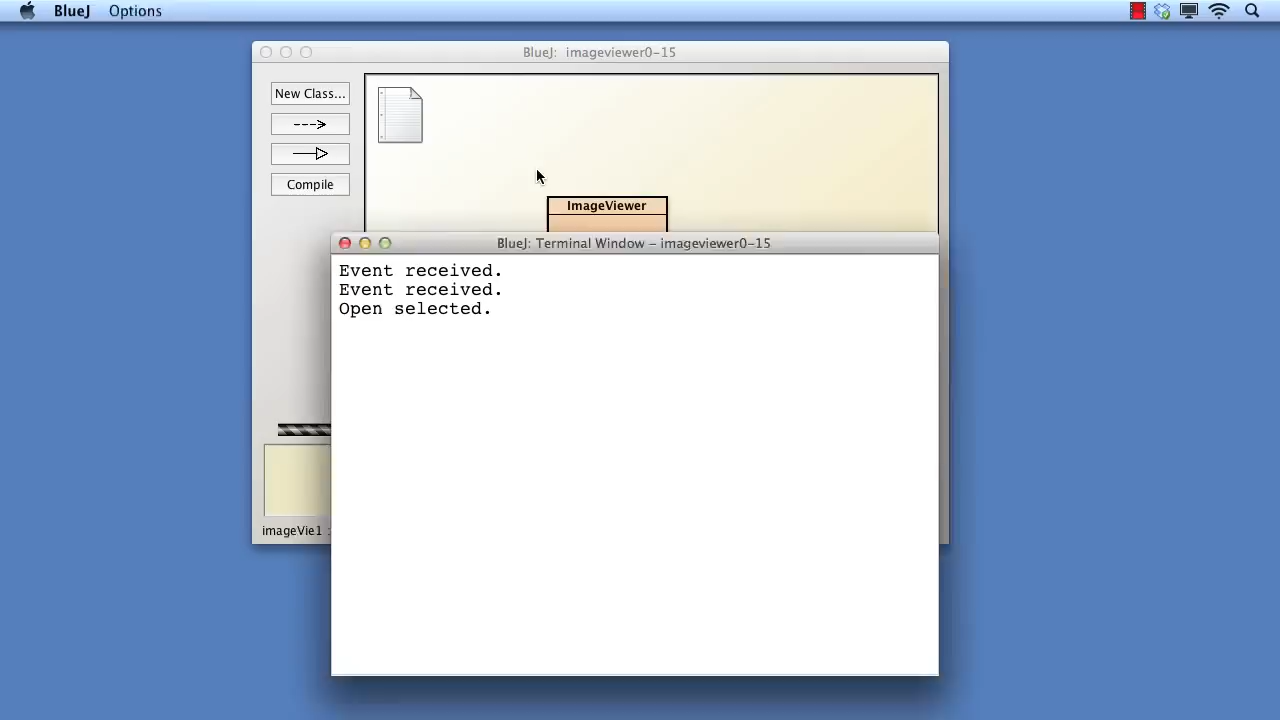 BlueJ Options
BlueJ: imageviewer0-15
New Class...
Compile
ImageViewer
BlueJ: Terminal Window – imageviewer0-15
Event received.
Event received.
Open selected.
imageVie1 :